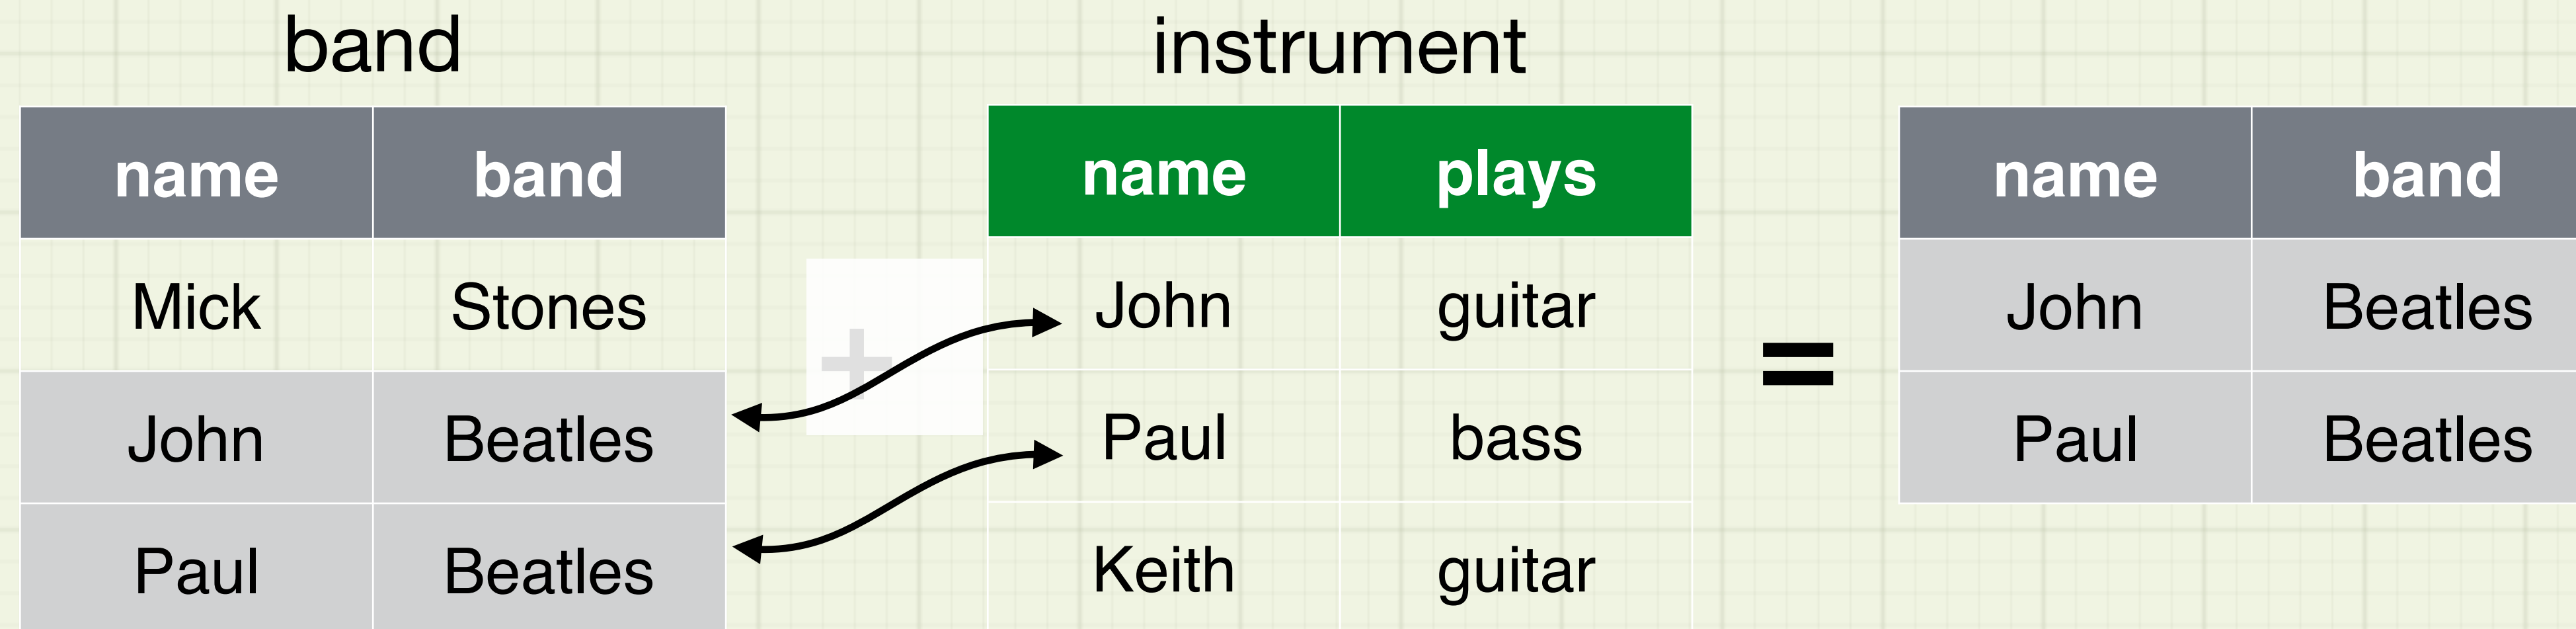 band
instrument
name band
name plays
name band
Mick Stones
John Beatles
Paul Beatles
+
John guitar
Paul bass
Keith guitar
=
John Beatles
Paul Beatles